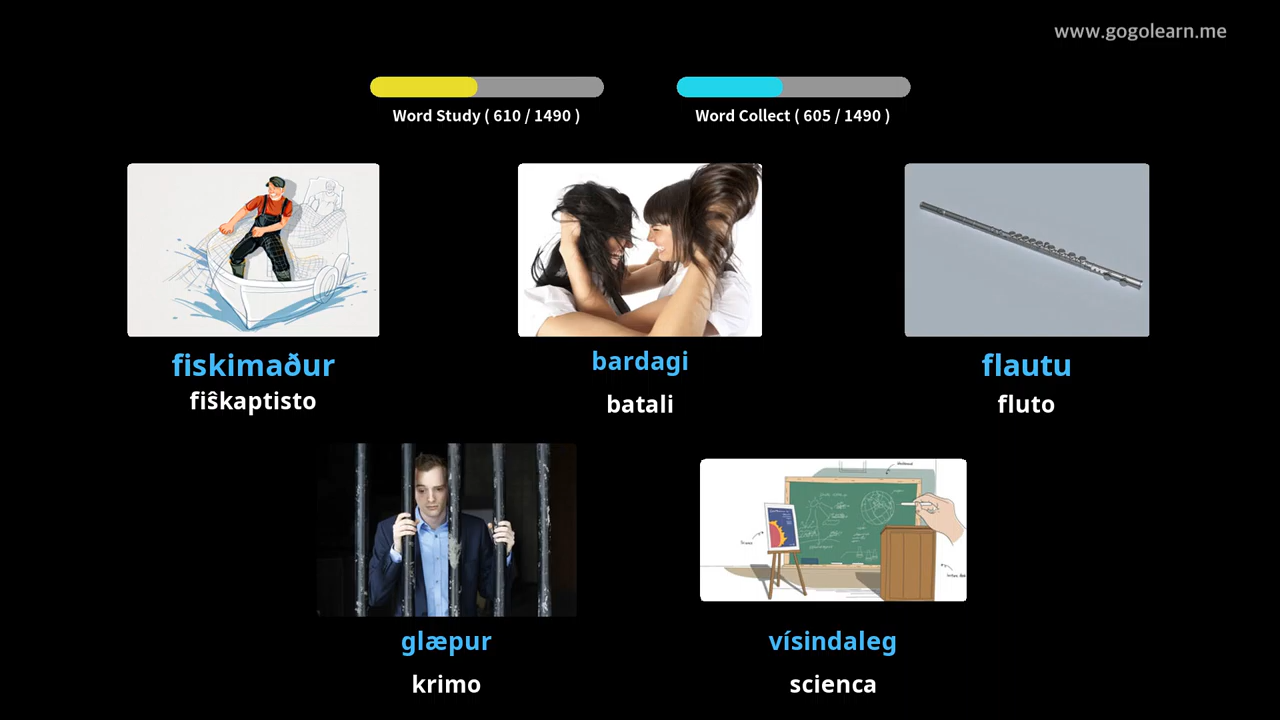 www.gogolearn.me
Word Study ( 610 / 1490 )
Word Collect ( 605 / 1490 )
fiskimaður
fiŝkaptisto
bardagi
batali
flautu
fluto
glæpur
krimo
vísindaleg
scienca